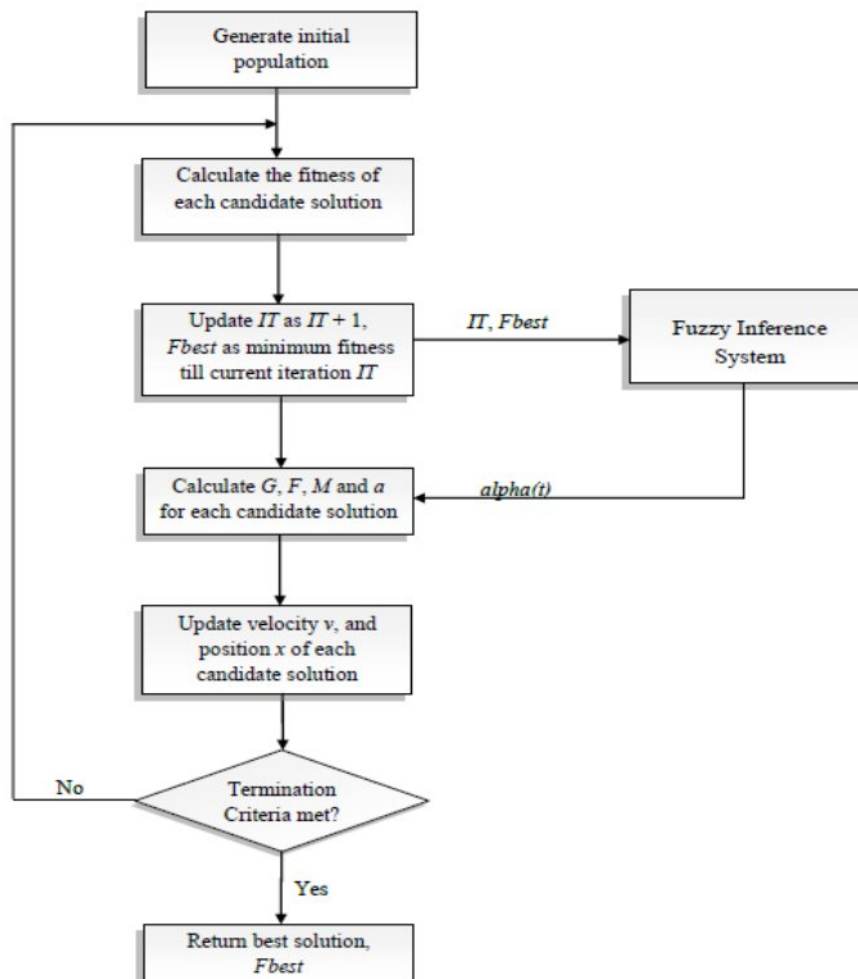 Generate initial
population
Calculate the fitness of
each candidate solution
Update IT as IT + 1,
Fbest as minimum fitness
till current iteration IT
IT, Fbest
Fuzzy Inference
System
Calculate G, F, M and a
for each candidate solution
alpha(t)
Update velocity v, and
position x of each
candidate solution
Termination
Criteria met?
No
Yes
Return best solution,
Fbest